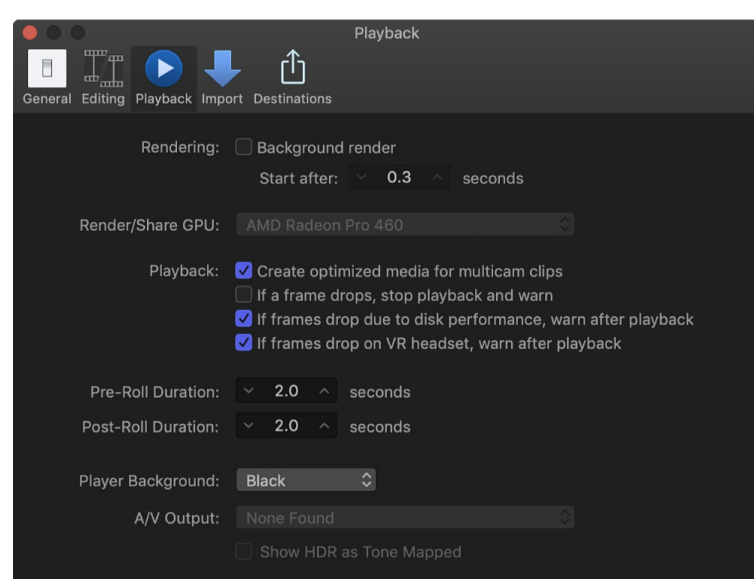 Playback
General Editing Playback Import Destinations
Rendering: Background render
Start after: 0.3 seconds
Render/Share GPU: AMD Radeon Pro 460
Playback: Create optimized media for multicam clips
If a frame drops, stop playback and warn
If frames drop due to disk performance, warn after playback
If frames drop on VR headset, warn after playback
Pre-Roll Duration: 2.0 seconds
Post-Roll Duration: 2.0 seconds
Player Background: Black
A/V Output: None Found
Show HDR as Tone Mapped